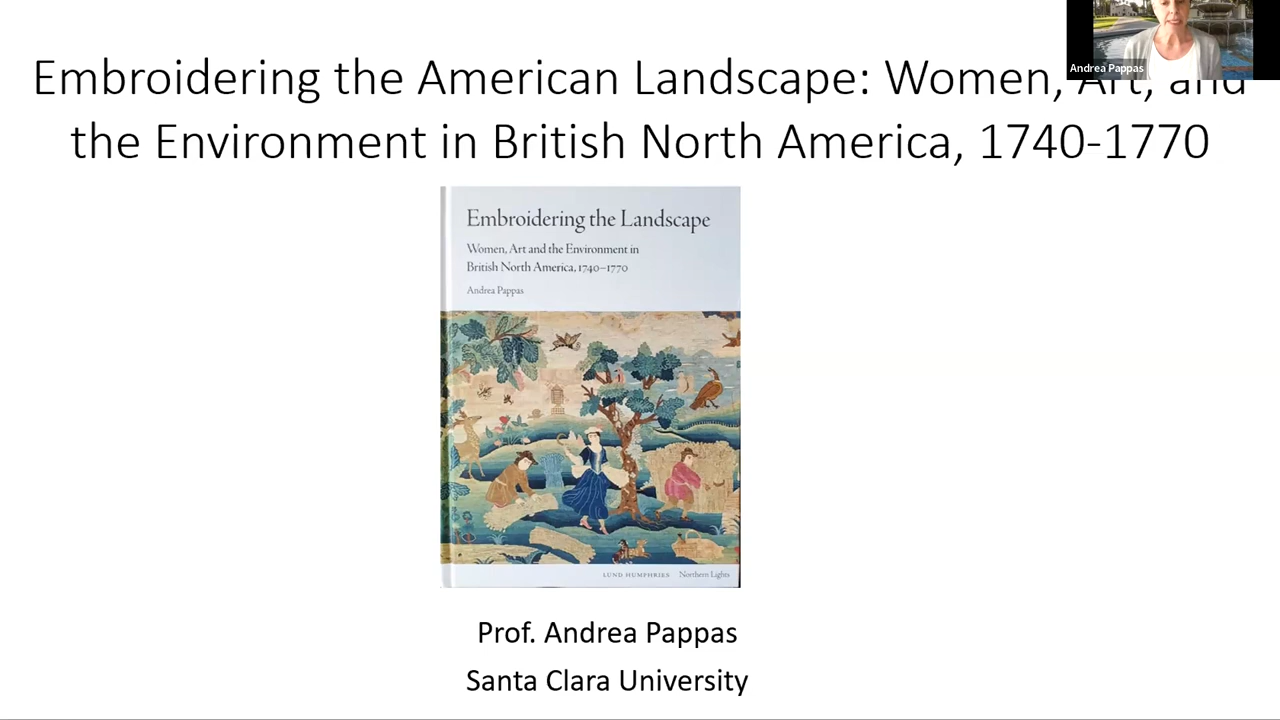 Andrea Pappas
Embroidering the American Landscape: Women, Art, and
the Environment in British North America, 1740-1770
Embroidering the Landscape
Women, Art and the Environment in
British North America, 1740–1770
Andrea Pappas
LUND HUMPHRIES Northern Lights
Prof. Andrea Pappas
Santa Clara University